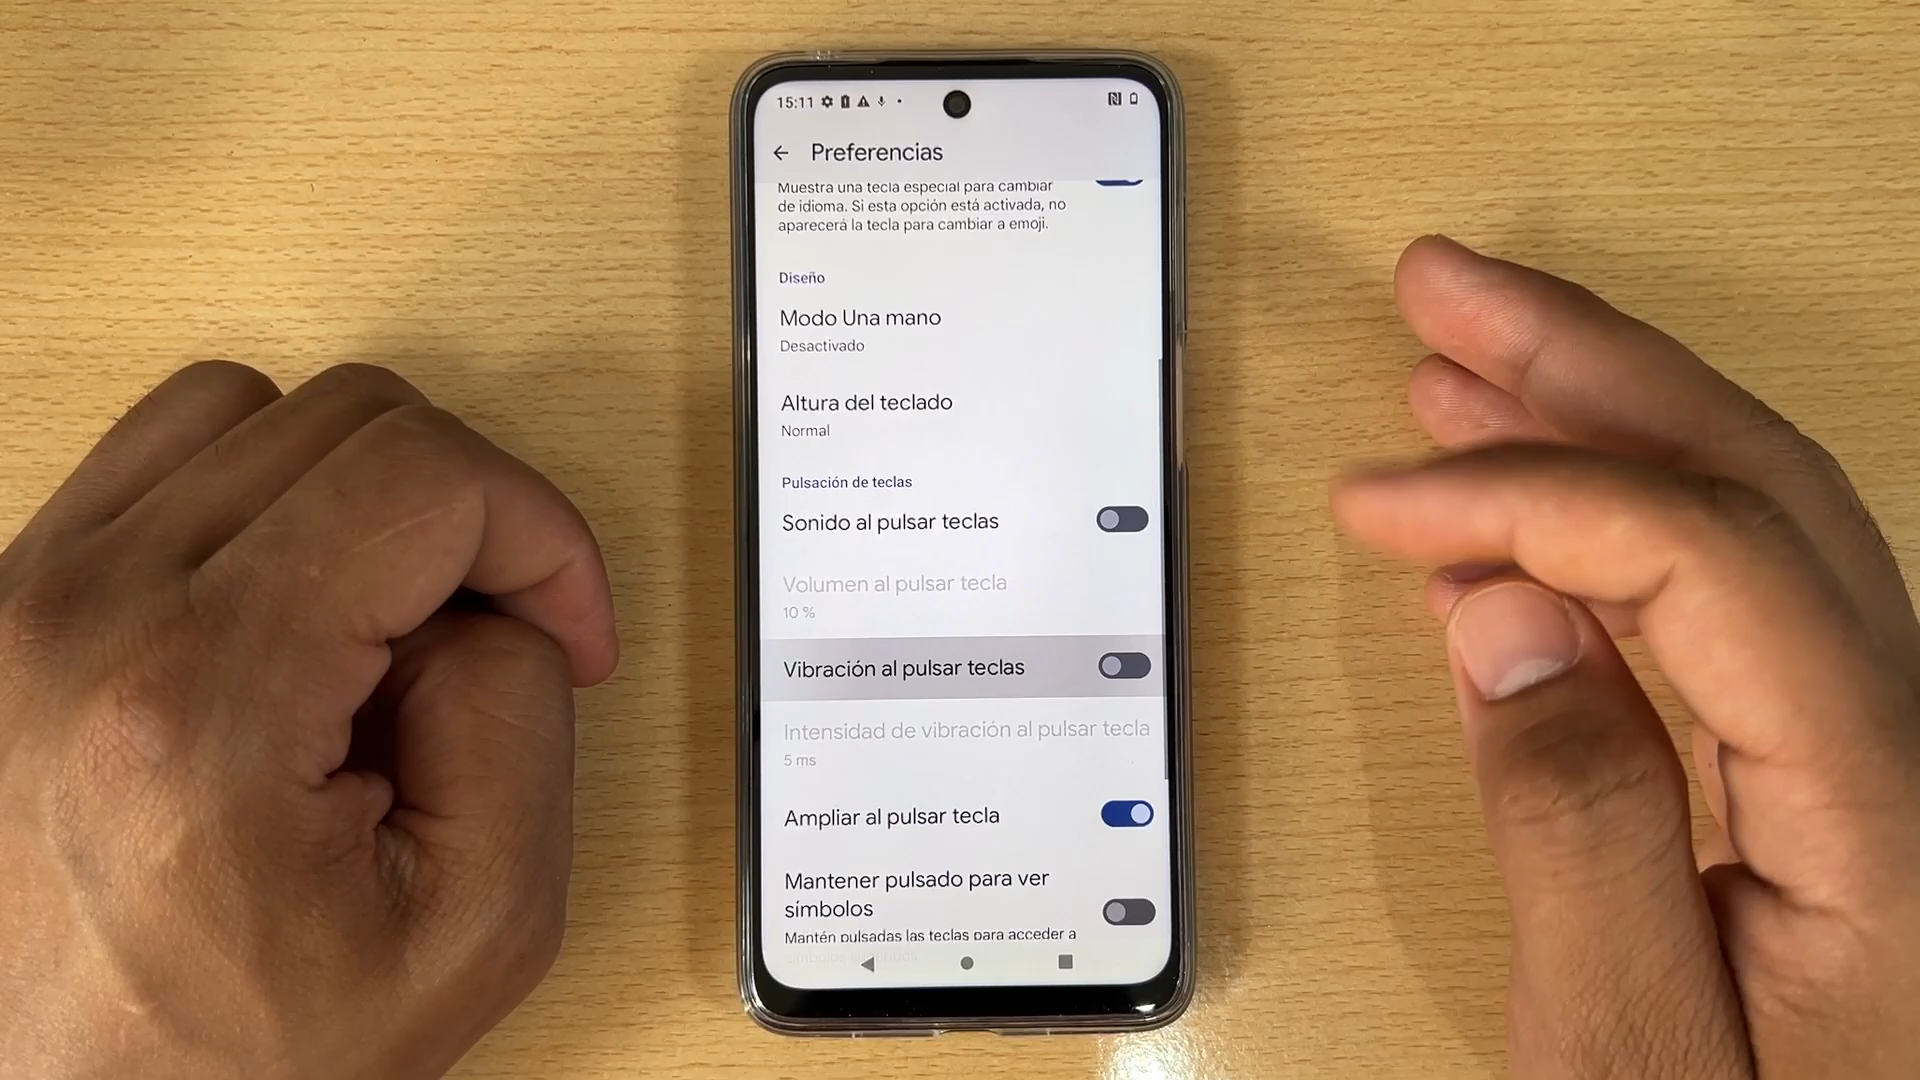 15:11
Preferencias
Muestra una tecla especial para cambiar
de idioma. Si esta opción está activada, no
aparecerá la tecla para cambiar a emoji.
Diseño
Modo Una mano
Desactivado
Altura del teclado
Normal
Pulsación de teclas
Sonido al pulsar teclas
Volumen al pulsar tecla
10 %
Vibración al pulsar teclas
Intensidad de vibración al pulsar tecla
5 ms
Ampliar al pulsar tecla
Mantener pulsado para ver
símbolos
Mantén pulsadas las teclas para acceder a